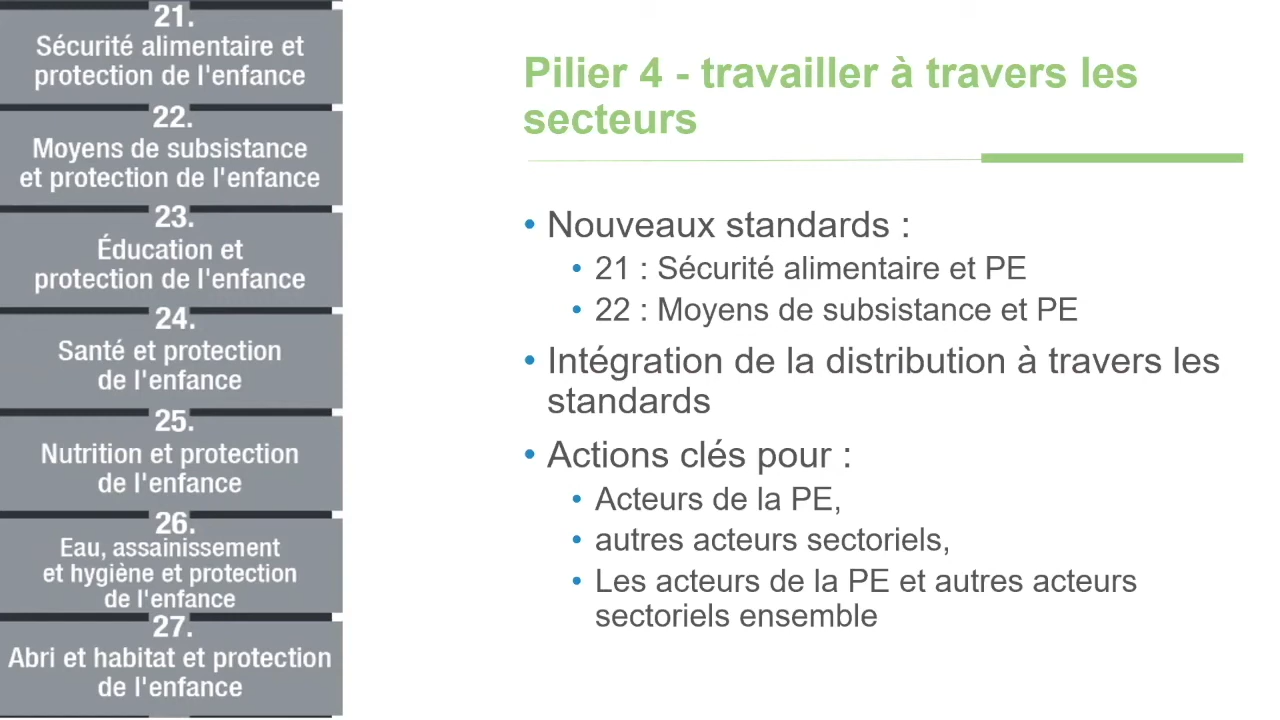 21.
Sécurité alimentaire et
protection de l'enfance
22.
Moyens de subsistance
et protection de l'enfance
23.
Éducation et
protection de l'enfance
24.
Santé et protection
de l'enfance
25.
Nutrition et protection
de l'enfance
26.
Eau, assainissement
et hygiène et protection
de l'enfance
27.
Abri et habitat et protection
de l'enfance
Pilier 4 - travailler à travers les
secteurs
• Nouveaux standards :
• 21 : Sécurité alimentaire et PE
• 22 : Moyens de subsistance et PE
• Intégration de la distribution à travers les
standards
• Actions clés pour :
• Acteurs de la PE,
• autres acteurs sectoriels,
• Les acteurs de la PE et autres acteurs
sectoriels ensemble